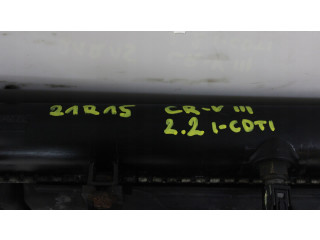 21R15 CR-V III
2.2 I-CDTI